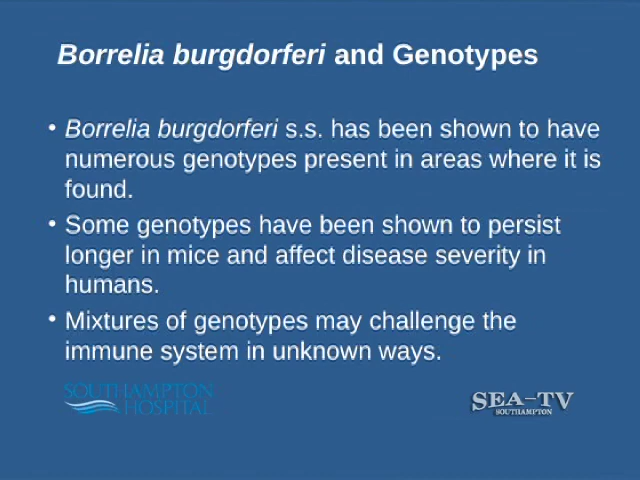 Borrelia burgdorferi and Genotypes
• Borrelia burgdorferi s.s. has been shown to have
numerous genotypes present in areas where it is
found.
• Some genotypes have been shown to persist
longer in mice and affect disease severity in
humans.
• Mixtures of genotypes may challenge the
immune system in unknown ways.
SOUTHAMPTON
HOSPITAL
SEA-TV
SOUTHAMPTON